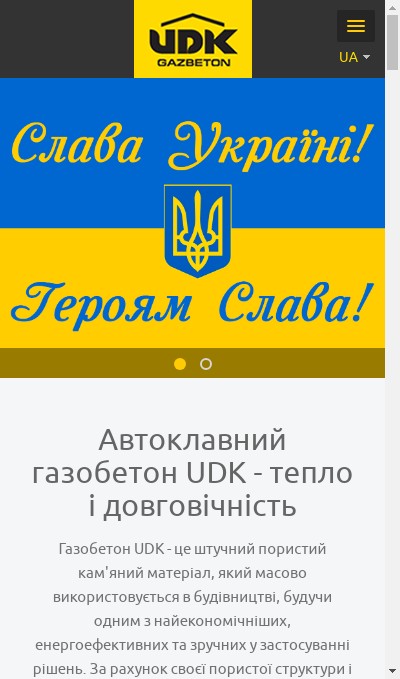 UDK
GAZBETON
UA
Слава Україні!
Героям Слава!
Автоклавний
газобетон UDK - тепло
і довговічність
Газобетон UDK - це штучний пористий
кам'яний матеріал, який масово
використовується в будівництві, будучи
одним з найекономічніших,
енергоефективних та зручних у застосуванні
рішень. За рахунок своєї пористої структури і